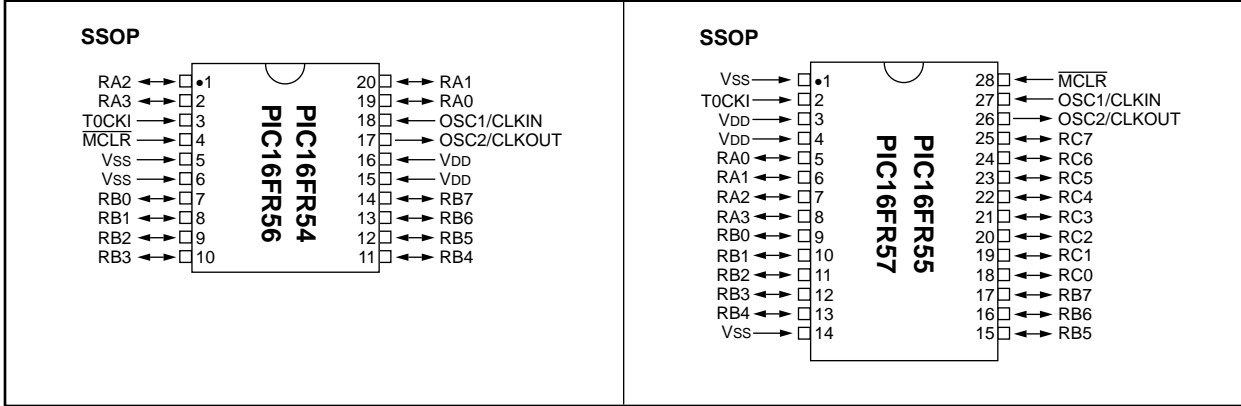 SSOP
RA2 1 20 RA1
RA3 2 19 RA0
T0CKI 3 18 OSC1/CLKIN
MCLR 4 17 OSC2/CLKOUT
VSS 5 16 VDD
VSS 6 15 VDD
RB0 7 14 RB7
RB1 8 13 RB6
RB2 9 12 RB5
RB3 10 11 RB4
PIC16FR54
PIC16FR56
SSOP
VSS 1 28 MCLR
T0CKI 2 27 OSC1/CLKIN
VDD 3 26 OSC2/CLKOUT
VDD 4 25 RC7
RA0 5 24 RC6
RA1 6 23 RC5
RA2 7 22 RC4
RA3 8 21 RC3
RB0 9 20 RC2
RB1 10 19 RC1
RB2 11 18 RC0
RB3 12 17 RB7
RB4 13 16 RB6
VSS 14 15 RB5
PIC16FR55
PIC16FR57